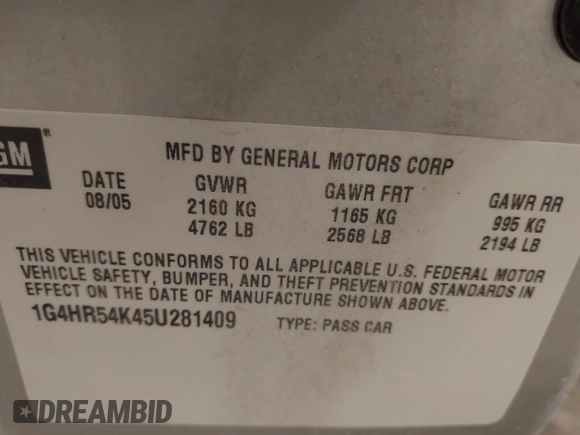 GM ®
MFD BY GENERAL MOTORS CORP
DATE GVWR GAWR FRT GAWR RR
08/05 2160 KG 1165 KG 995 KG
4762 LB 2568 LB 2194 LB
THIS VEHICLE CONFORMS TO ALL APPLICABLE U.S. FEDERAL MOTOR
VEHICLE SAFETY, BUMPER, AND THEFT PREVENTION STANDARDS IN
EFFECT ON THE DATE OF MANUFACTURE SHOWN ABOVE.
1G4HR54K45U281409 TYPE: PASS CAR
DREAMBID